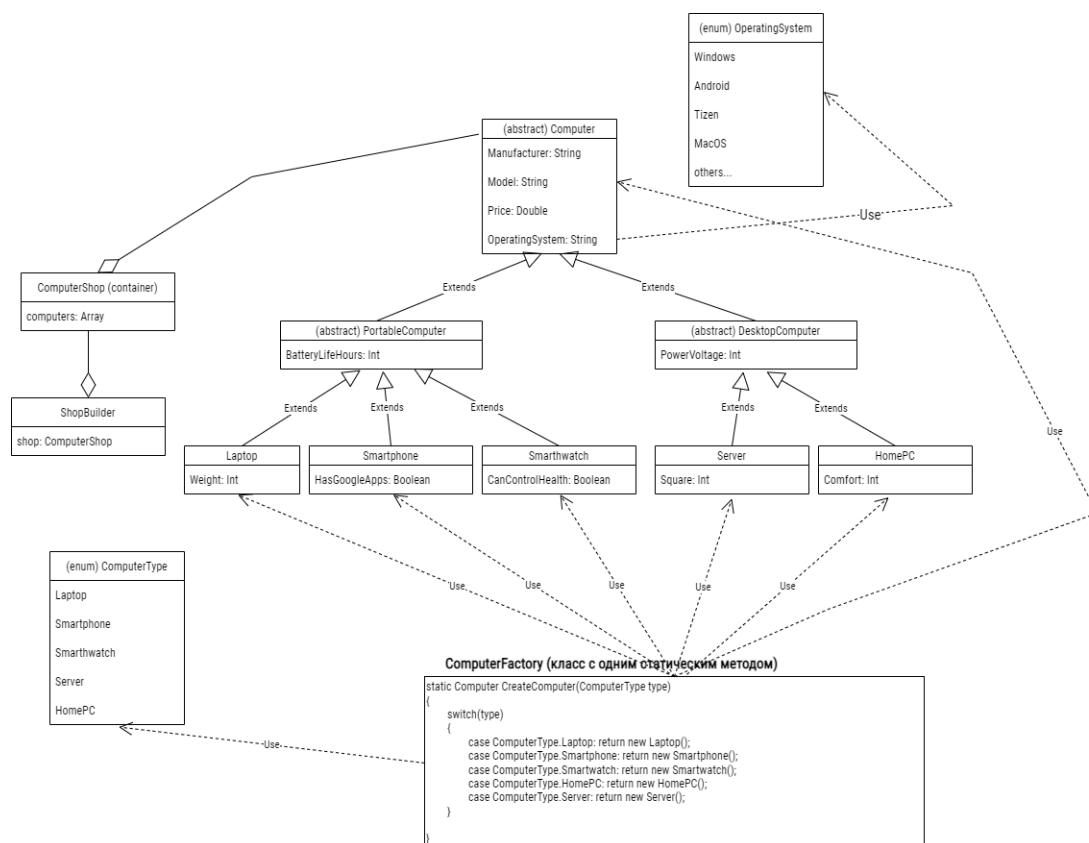 (enum) OperatingSystem
Windows
Android
Tizen
MacOS
others...
(abstract) Computer
Manufacturer: String
Model: String
Price: Double
OperatingSystem: String
Use
ComputerShop (container)
computers: Array
Extends
Extends
(abstract) PortableComputer
BatteryLifeHours: Int
(abstract) DesktopComputer
PowerVoltage: Int
ShopBuilder
shop: ComputerShop
Extends
Extends
Extends
Extends
Extends
Use
Laptop
Weight: Int
Smartphone
HasGoogleApps: Boolean
Smarthwatch
CanControlHealth: Boolean
Server
Square: Int
HomePC
Comfort: Int
(enum) ComputerType
Laptop
Smartphone
Smarthwatch
Server
HomePC
Use
Use
Use
Use
Use
ComputerFactory (класс с одним статическим методом)
static Computer CreateComputer(ComputerType type)
{
switch(type)
{
case ComputerType.Laptop: return new Laptop();
case ComputerType.Smartphone: return new Smartphone();
case ComputerType.Smartwatch: return new Smartwatch();
case ComputerType.HomePC: return new HomePC();
case ComputerType.Server: return new Server();
}
}
Use